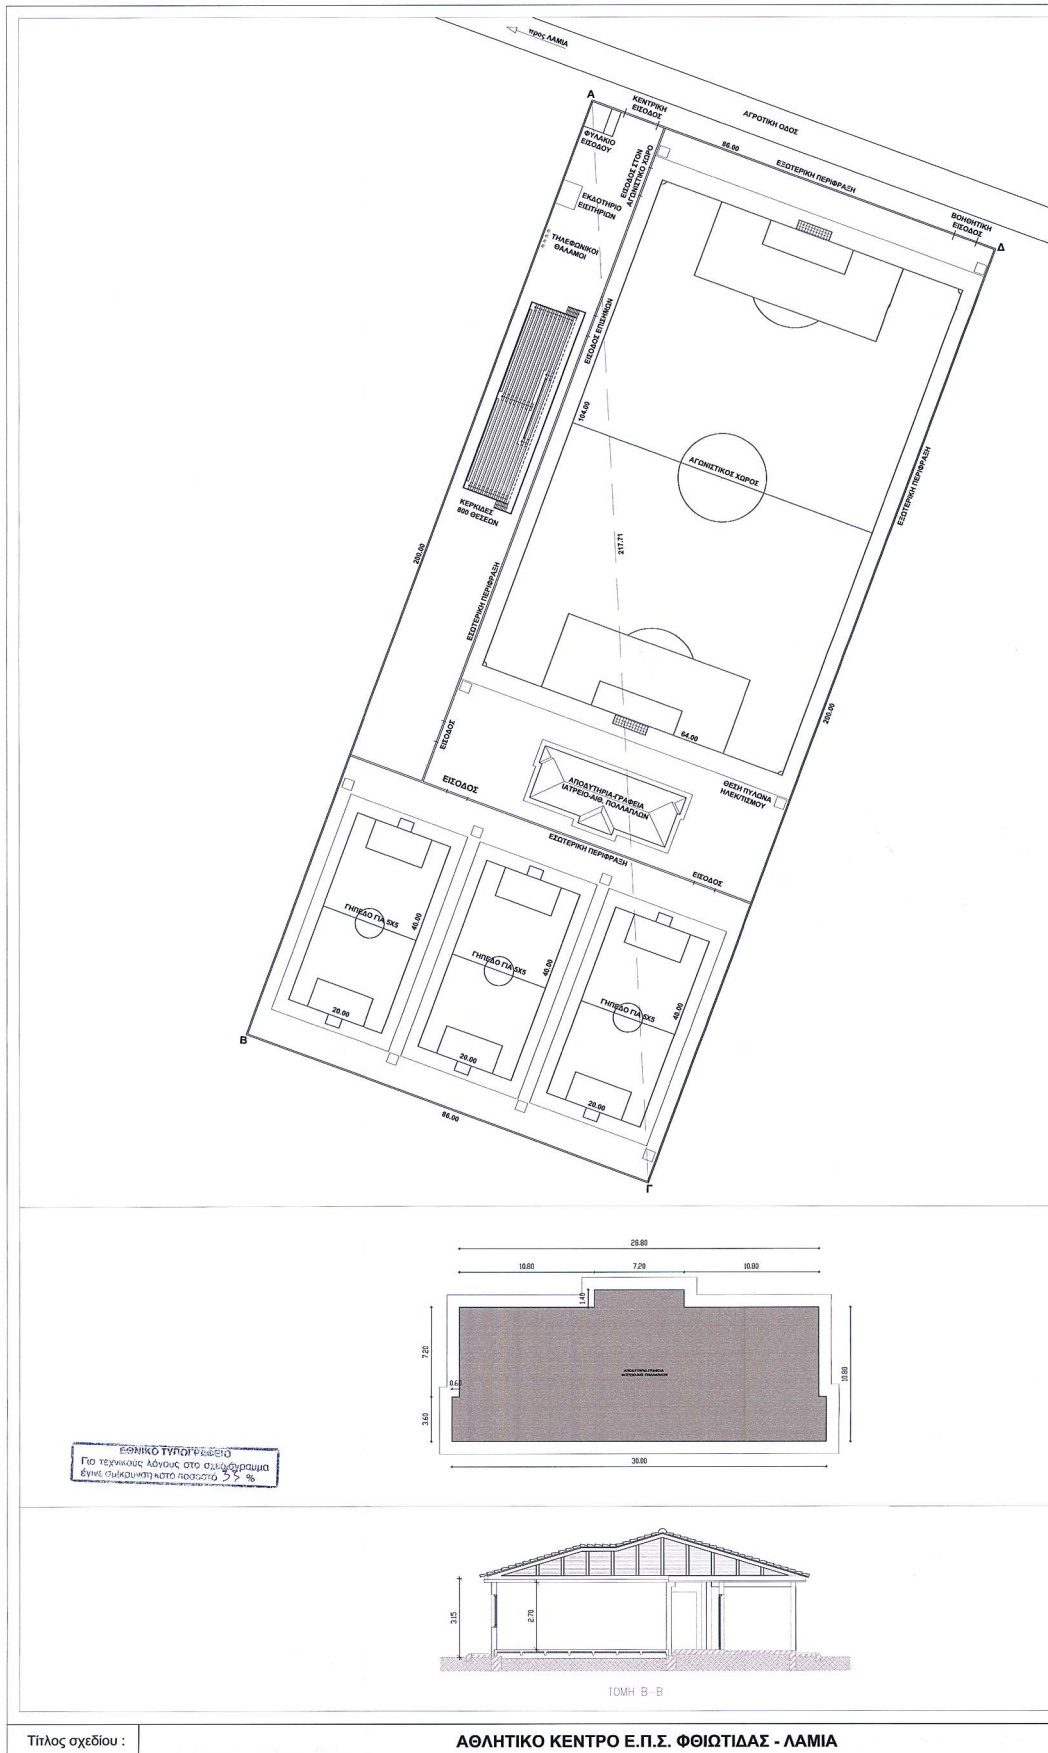 προς ΛΑΜΙΑ
Α
ΚΕΝΤΡΙΚΗ
ΕΙΣΟΔΟΣ
ΑΓΡΟΤΙΚΗ ΟΔΟΣ
ΦΥΛΑΚΙΟ
ΕΙΣΟΔΟΥ
ΕΙΣΟΔΟΣ ΣΤΟΝ
ΑΓΩΝΙΣΤΙΚΟ ΧΩΡΟ
86.00
ΕΞΩΤΕΡΙΚΗ ΠΕΡΙΦΡΑΞΗ
ΒΟΗΘΗΤΙΚΗ
ΕΙΣΟΔΟΣ
Δ
ΕΚΔΟΤΗΡΙΟ
ΕΙΣΙΤΗΡΙΩΝ
ΤΗΛΕΦΩΝΙΚΟΙ
ΘΑΛΑΜΟΙ
ΕΙΣΟΔΟΣ ΕΠΙΣΗΜΩΝ
104.00
ΑΓΩΝΙΣΤΙΚΟΣ ΧΩΡΟΣ
ΕΞΩΤΕΡΙΚΗ ΠΕΡΙΦΡΑΞΗ
ΚΕΡΚΙΔΕΣ
800 ΘΕΣΕΩΝ
200.00
217.71
ΕΣΩΤΕΡΙΚΗ ΠΕΡΙΦΡΑΞΗ
200.00
64.00
ΕΙΣΟΔΟΣ
ΕΙΣΟΔΟΣ
ΑΠΟΔΥΤΗΡΙΑ-ΓΡΑΦΕΙΑ
ΙΑΤΡΕΙΟ-ΑΙΘ. ΠΟΛΛΑΠΛΩΝ
ΘΕΣΗ ΠΥΛΩΝΑ
ΗΛΕΚ/ΣΜΟΥ
ΕΣΩΤΕΡΙΚΗ ΠΕΡΙΦΡΑΞΗ
ΕΙΣΟΔΟΣ
ΓΗΠΕΔΟ ΓΙΑ 5Χ5
40.00
20.00
ΓΗΠΕΔΟ ΓΙΑ 5Χ5
40.00
20.00
ΓΗΠΕΔΟ ΓΙΑ 5Χ5
40.00
20.00
Β
86.00
Γ
28.80
10.80
7.20
10.80
1.40
7.20
0.60
3.60
10.80
ΑΠΟΔΥΤΗΡΙΑ-ΓΡΑΦΕΙΑ
ΙΑΤΡΕΙΟ-ΑΙΘ. ΠΟΛΛΑΠΛΩΝ
30.00
ΕΘΝΙΚΟ ΤΥΠΟΓΡΑΦΕΙΟ
Για τεχνικούς λόγους στο σχεδιάγραμμα
έγινε σμίκρυνση κατά ποσοστό 35 %
3.15
2.70
ΤΟΜΗ Β-Β
Τίτλος σχεδίου :
ΑΘΛΗΤΙΚΟ ΚΕΝΤΡΟ Ε.Π.Σ. ΦΘΙΩΤΙΔΑΣ - ΛΑΜΙΑ